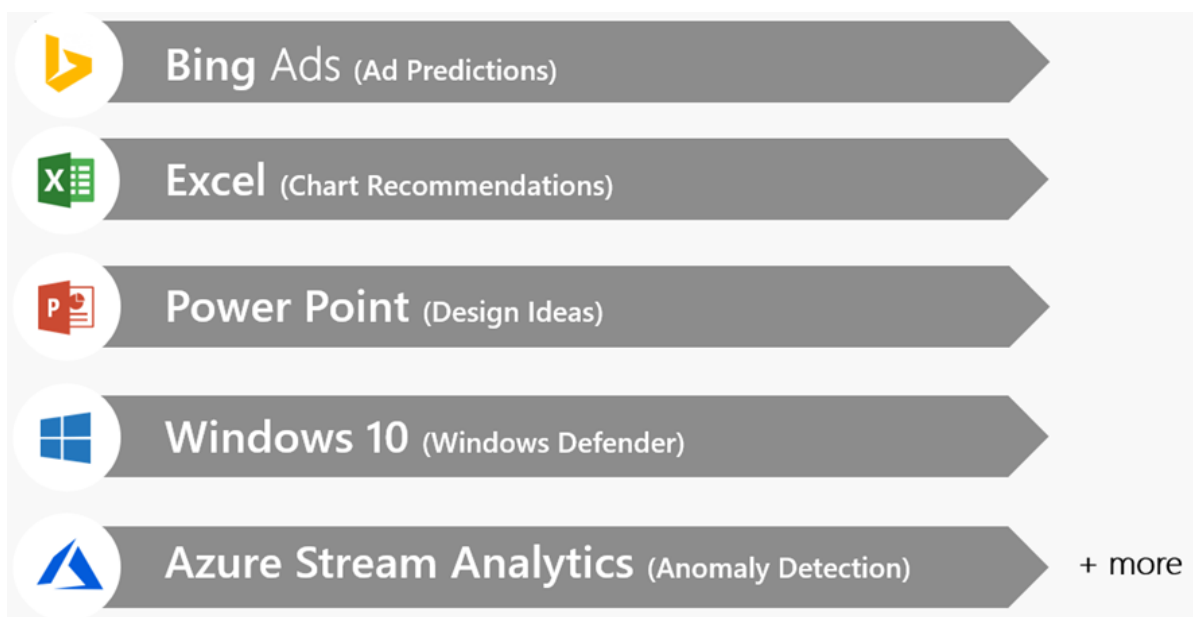 Bing Ads (Ad Predictions)
X Excel (Chart Recommendations)
P Power Point (Design Ideas)
Windows 10 (Windows Defender)
Azure Stream Analytics (Anomaly Detection) + more